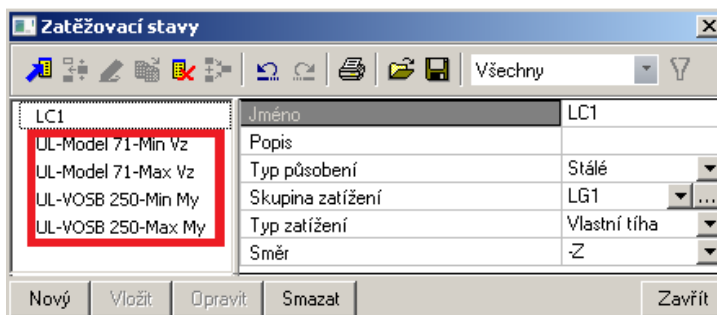 Zatěžovací stavy
Všechny
LC1
UL-Model 71-Min Vz
UL-Model 71-Max Vz
UL-VOSB 250-Min My
UL-VOSB 250-Max My
Jméno LC1
Popis
Typ působení Stálé
Skupina zatížení LG1 ...
Typ zatížení Vlastní tíha
Směr -Z
Nový Vložit Opravit Smazat Zavřít